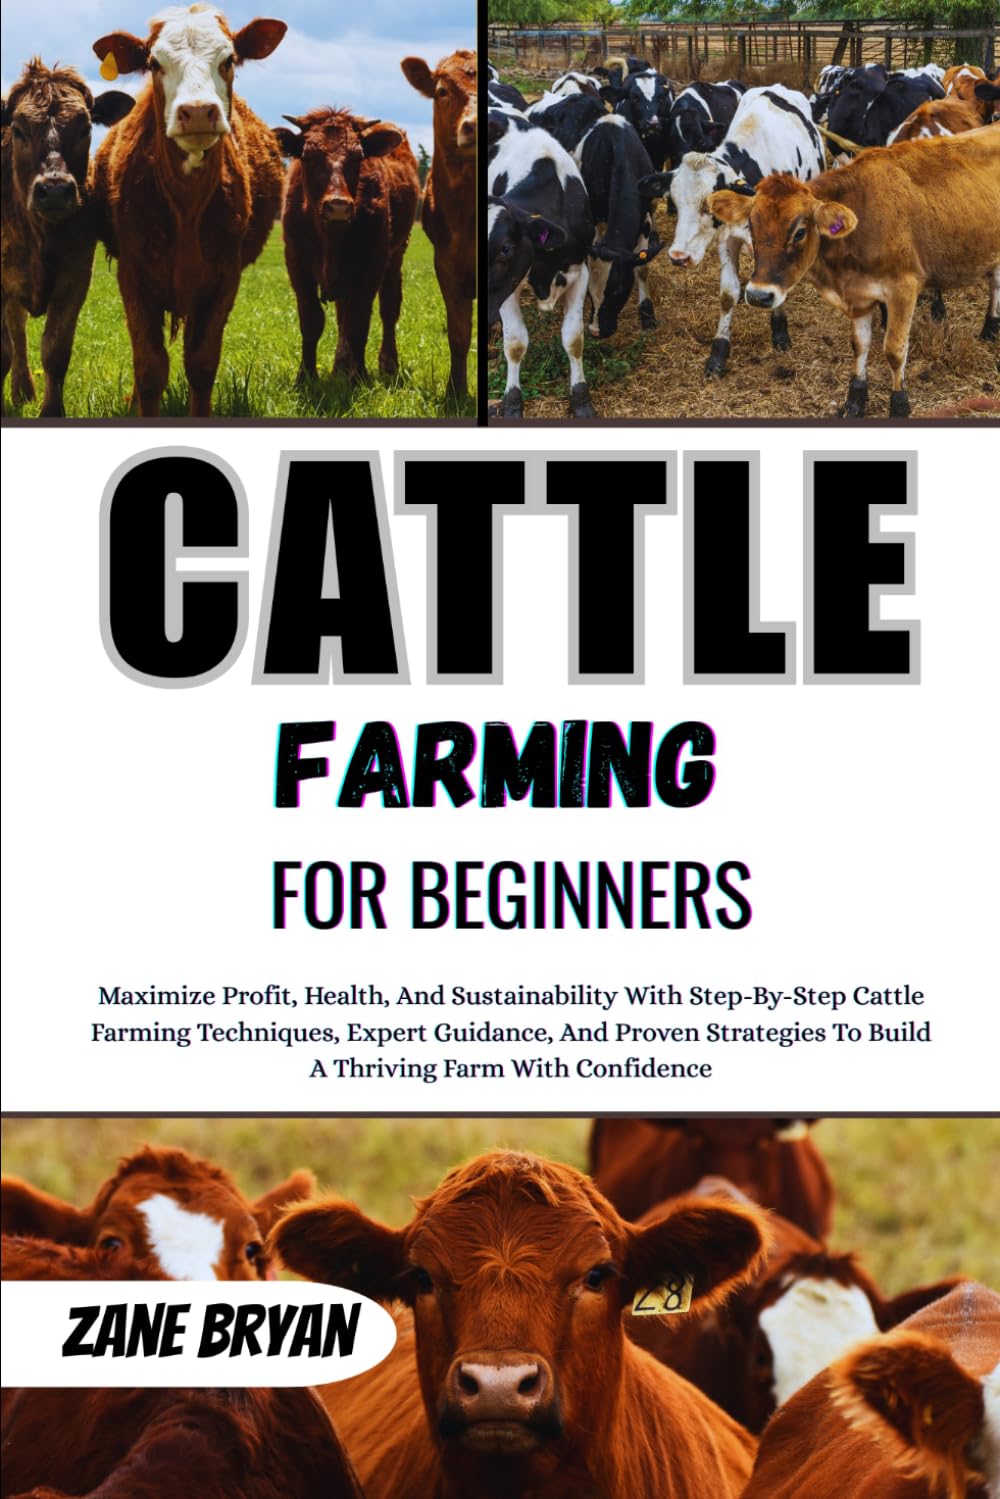 CATTLE
FARMING
FOR BEGINNERS
Maximize Profit, Health, And Sustainability With Step-By-Step Cattle
Farming Techniques, Expert Guidance, And Proven Strategies To Build
A Thriving Farm With Confidence
28
ZANE BRYAN